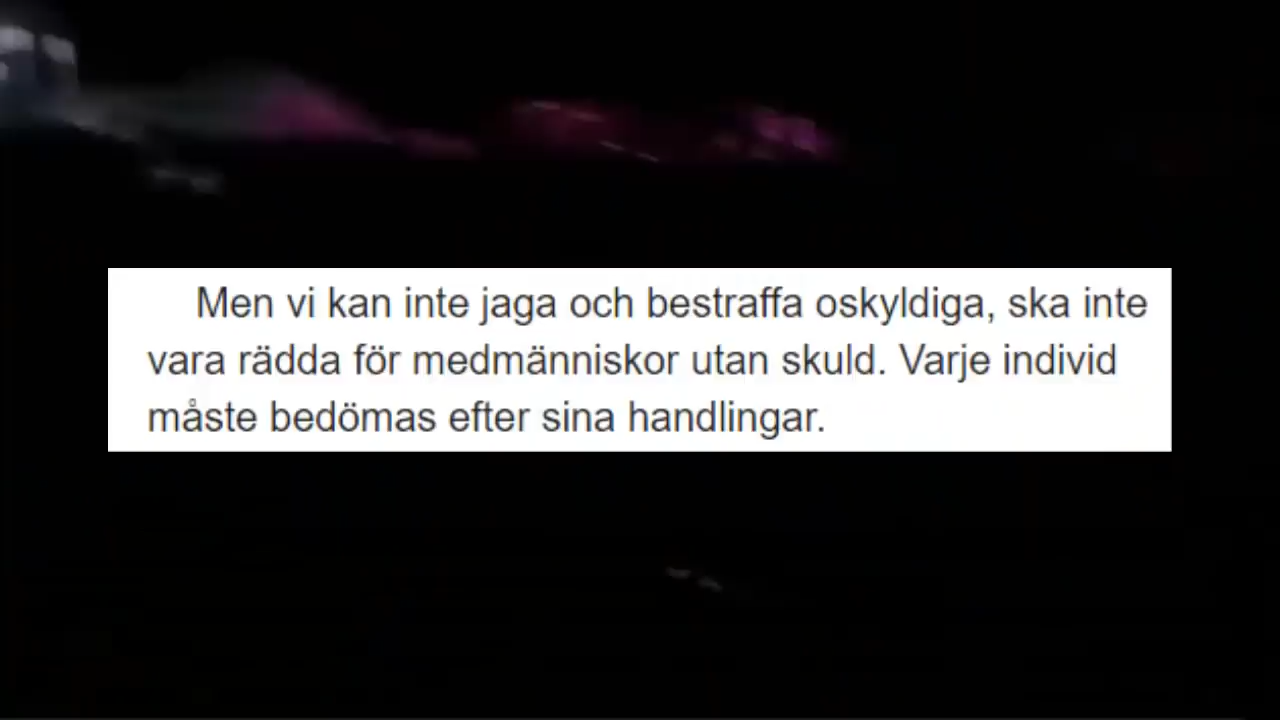 Men vi kan inte jaga och bestraffa oskyldiga, ska inte
vara rädda för medmänniskor utan skuld. Varje individ
måste bedömas efter sina handlingar.